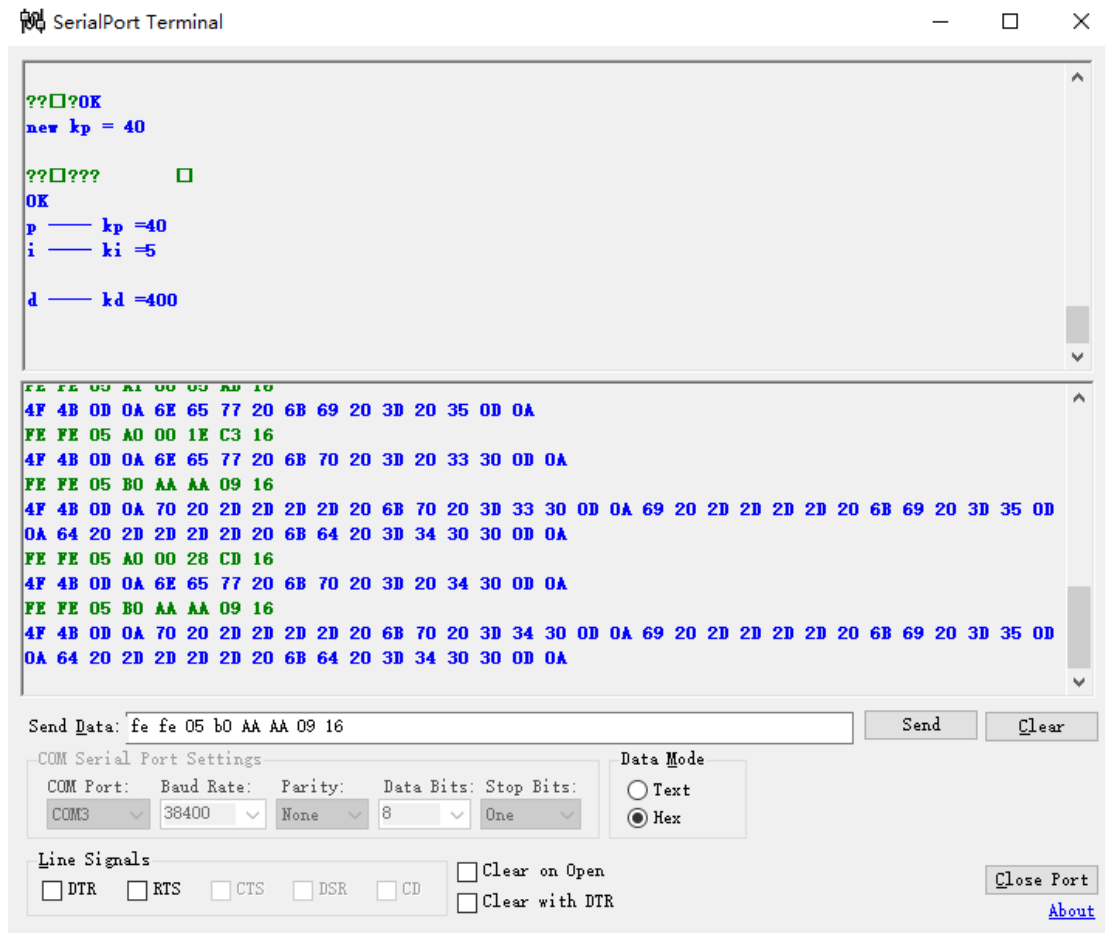 SerialPort Terminal
??□?OK
new kp = 40
??□??? □
OK
p ---- kp =40
i ---- ki =5
d ---- kd =400
FE FE 05 A1 00 05 AD 16
4F 4B 0D 0A 6E 65 77 20 6B 69 20 3D 20 35 0D 0A
FE FE 05 A0 00 1E C3 16
4F 4B 0D 0A 6E 65 77 20 6B 70 20 3D 20 33 30 0D 0A
FE FE 05 B0 AA AA 09 16
4F 4B 0D 0A 70 20 2D 2D 2D 2D 20 6B 70 20 3D 33 30 0D 0A 69 20 2D 2D 2D 2D 20 6B 69 20 3D 35 0D
0A 64 20 2D 2D 2D 2D 20 6B 64 20 3D 34 30 30 0D 0A
FE FE 05 A0 00 28 CD 16
4F 4B 0D 0A 6E 65 77 20 6B 70 20 3D 20 34 30 0D 0A
FE FE 05 B0 AA AA 09 16
4F 4B 0D 0A 70 20 2D 2D 2D 2D 20 6B 70 20 3D 34 30 0D 0A 69 20 2D 2D 2D 2D 20 6B 69 20 3D 35 0D
0A 64 20 2D 2D 2D 2D 20 6B 64 20 3D 34 30 30 0D 0A
Send Data: fe fe 05 b0 AA AA 09 16 Send Clear
COM Serial Port Settings Data Mode
COM Port: Baud Rate: Parity: Data Bits: Stop Bits: Text
COM3 38400 None 8 One Hex
Line Signals
DTR RTS CTS DSR CD
Clear on Open
Clear with DTR
Close Port
About